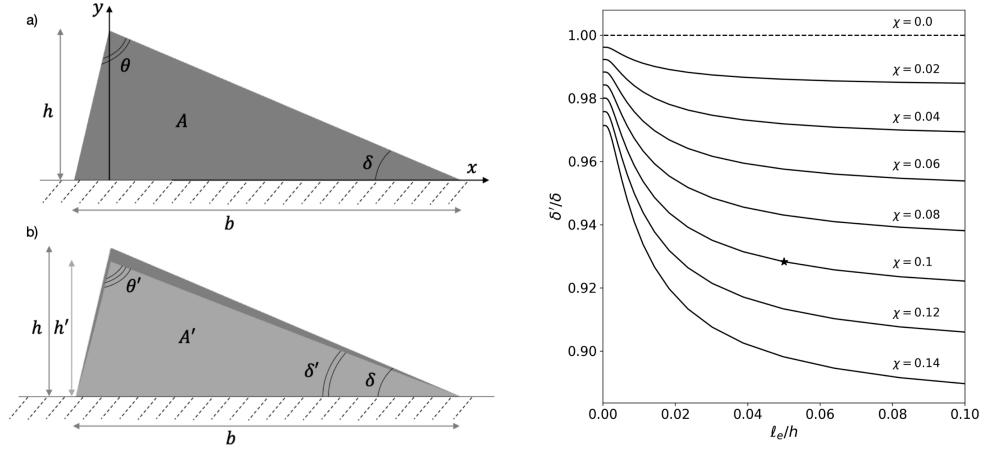 a)
y
θ
h
A
δ
x
b
b)
θ′
h
h′
A′
δ′
δ
b
δ′/δ
1.00
0.98
0.96
0.94
0.92
0.90
χ = 0.0
χ = 0.02
χ = 0.04
χ = 0.06
χ = 0.08
χ = 0.1
χ = 0.12
χ = 0.14
0.00 0.02 0.04 0.06 0.08 0.10
ℓe/h